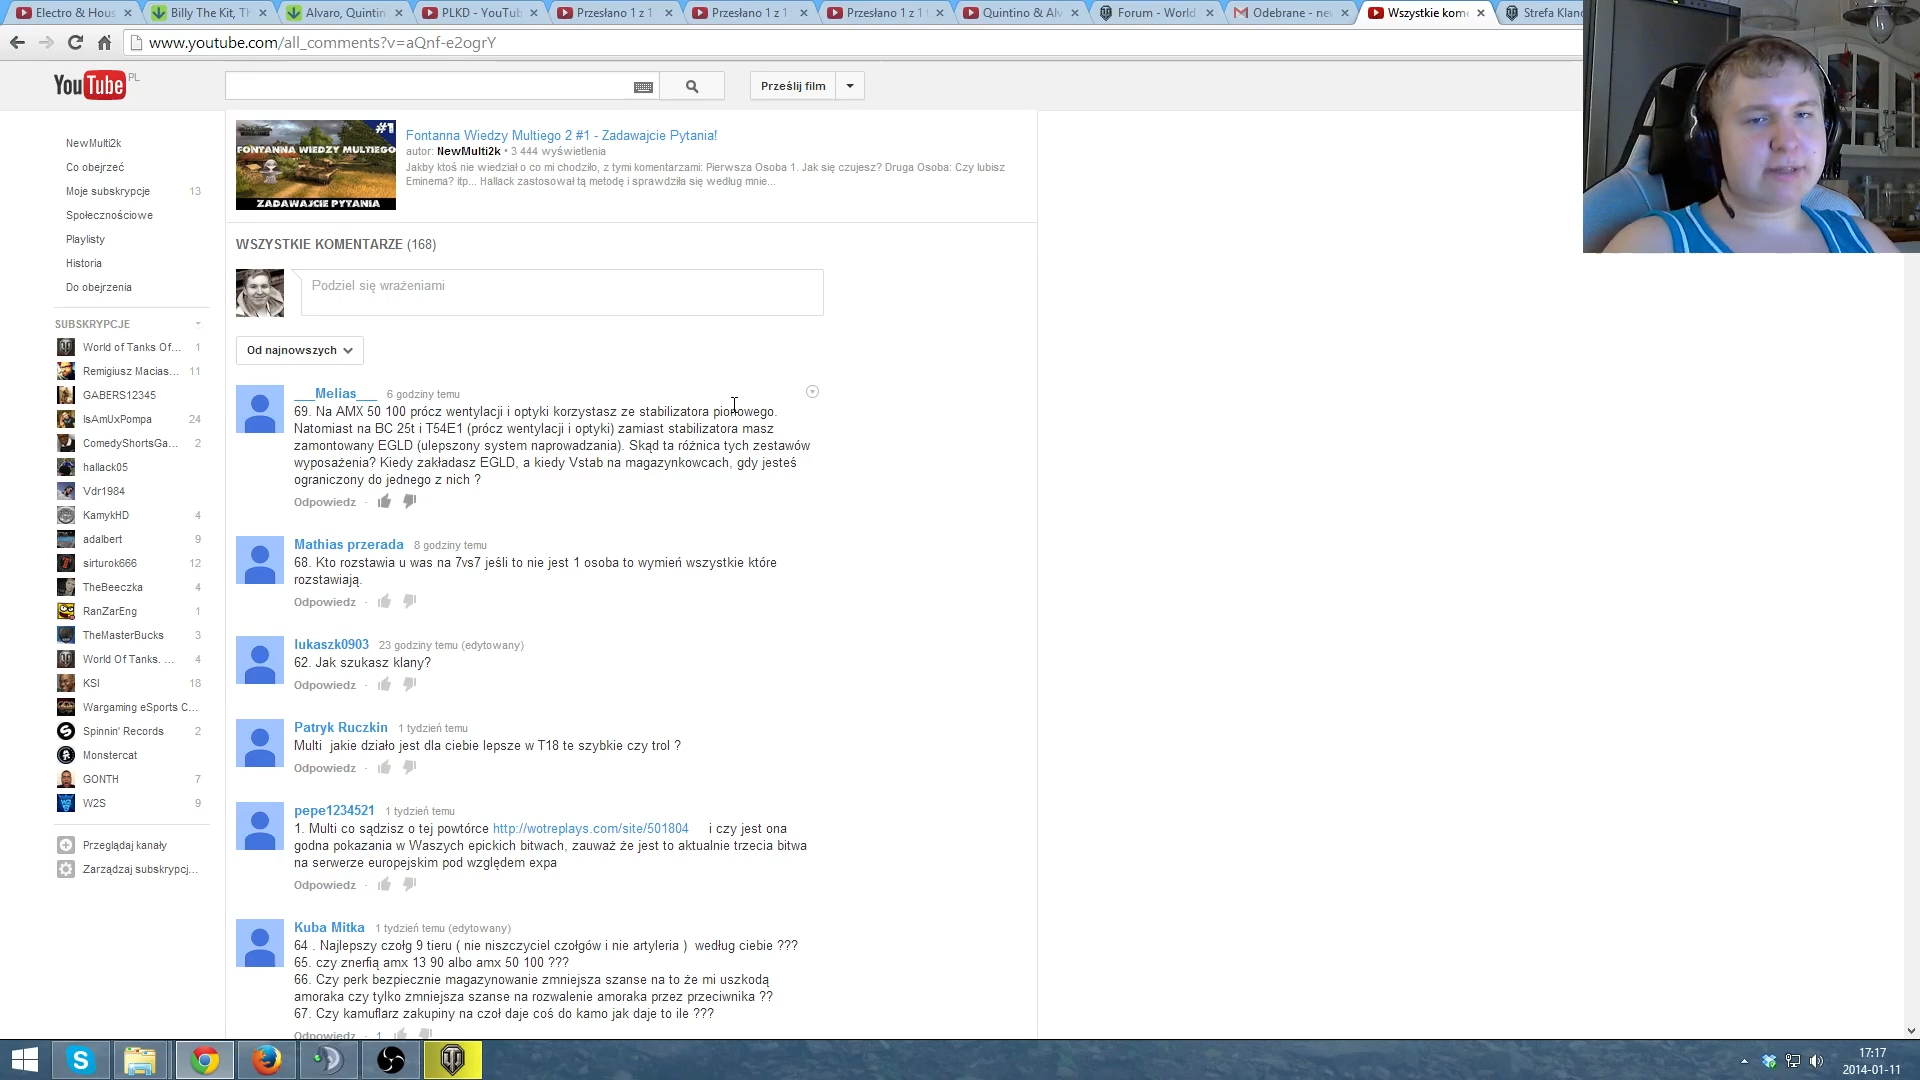 Electro & Hous
Billy The Kit, Th
Alvaro, Quintin
PLKD - YouTub
Przesłano 1 z 1
Przesłano 1 z 1
Przesłano 1 z 1
Quintino & Alv
Forum - World
Odebrane - nev
Wszystkie kom
Strefa Klano
www.youtube.com/all_comments?v=aQnf-e2ogrY
YouTube PL
Prześlij film
NewMulti2k
Co obejrzeć
Moje subskrypcje 13
Społecznościowe
Playlisty
Historia
Do obejrzenia
SUBSKRYPCJE
World of Tanks Of... 1
Remigiusz Macias... 11
GABERS12345
IsAmUxPompa 24
ComedyShortsGa... 2
hallack05
Vdr1984
KamykHD 4
adalbert 9
sirturok666 12
TheBeeczka 4
RanZarEng 1
TheMasterBucks 3
World Of Tanks. ... 4
KSI 18
Wargaming eSports C...
Spinnin' Records 2
Monstercat
GONTH 7
W2S 9
Przeglądaj kanały
Zarządzaj subskrypcj...
#1
FONTANNA WIEDZY MULTIEGO
ZADAWAJCIE PYTANIA
Fontanna Wiedzy Multiego 2 #1 - Zadawajcie Pytania!
autor: NewMulti2k • 3 444 wyświetlenia
Jakby ktoś nie wiedział o co mi chodziło, z tymi komentarzami: Pierwsza Osoba 1. Jak się czujesz? Druga Osoba: Czy lubisz
Eminema? itp... Hallack zastosował tą metodę i sprawdziła się według mnie...
WSZYSTKIE KOMENTARZE (168)
Podziel się wrażeniami
Od najnowszych
___Melias___ 6 godziny temu
69. Na AMX 50 100 prócz wentylacji i optyki korzystasz ze stabilizatora pionowego.
Natomiast na BC 25t i T54E1 (prócz wentylacji i optyki) zamiast stabilizatora masz
zamontowany EGLD (ulepszony system naprowadzania). Skąd ta różnica tych zestawów
wyposażenia? Kiedy zakładasz EGLD, a kiedy Vstab na magazynkowcach, gdy jesteś
ograniczony do jednego z nich ?
Odpowiedz ·
Mathias przerada 8 godziny temu
68. Kto rozstawia u was na 7vs7 jeśli to nie jest 1 osoba to wymień wszystkie które
rozstawiają.
Odpowiedz ·
lukaszk0903 23 godziny temu (edytowany)
62. Jak szukasz klany?
Odpowiedz ·
Patryk Ruczkin 1 tydzień temu
Multi jakie działo jest dla ciebie lepsze w T18 te szybkie czy trol ?
Odpowiedz ·
pepe1234521 1 tydzień temu
1. Multi co sądzisz o tej powtórce http://wotreplays.com/site/501804 i czy jest ona
godna pokazania w Waszych epickich bitwach, zauważ że jest to aktualnie trzecia bitwa
na serwerze europejskim pod względem expa
Odpowiedz ·
Kuba Mitka 1 tydzień temu (edytowany)
64 . Najlepszy czołg 9 tieru ( nie niszczyciel czołgów i nie artyleria ) według ciebie ???
65. czy znerfią amx 13 90 albo amx 50 100 ???
66. Czy perk bezpiecznie magazynowanie zmniejsza szanse na to że mi uszkodą
amoraka czy tylko zmniejsza szanse na rozwalenie amoraka przez przeciwnika ??
67. Czy kamuflarz zakupiny na czoł daje coś do kamo jak daje to ile ???
Odpowiedz · 1
17:17
2014-01-11